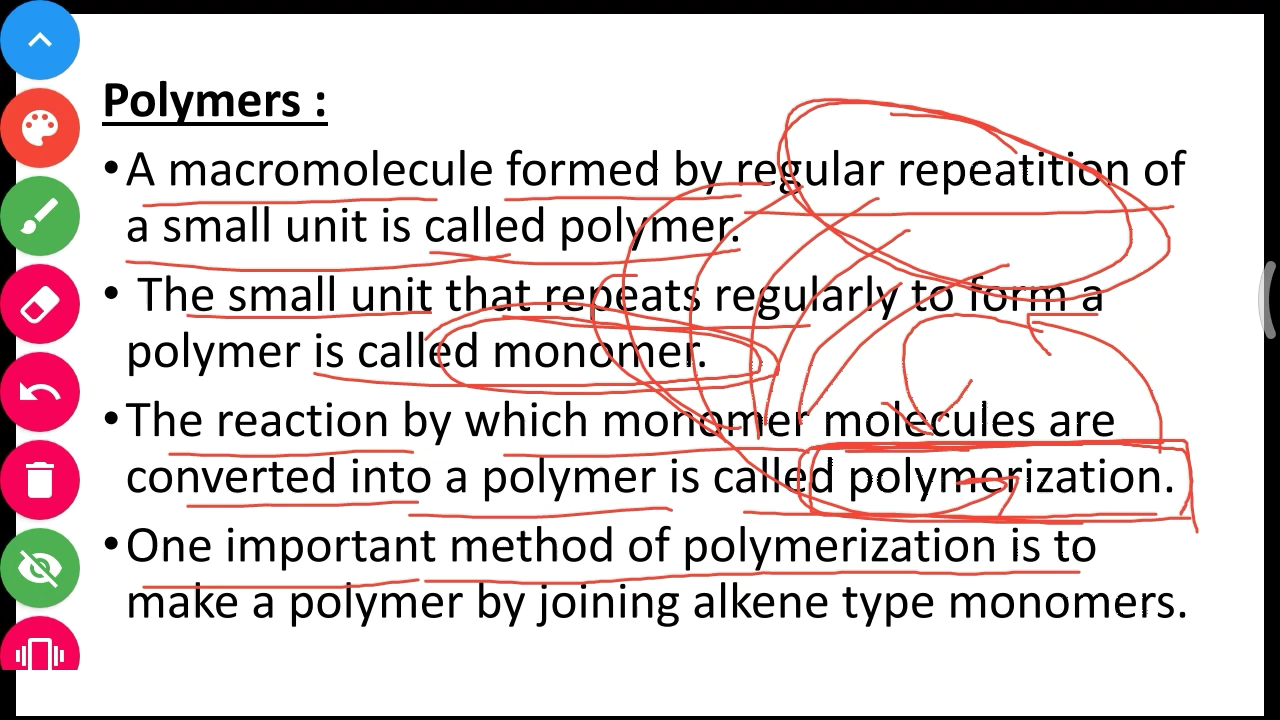 Polymers :
•A macromolecule formed by regular repeatition of
a small unit is called polymer.
• The small unit that repeats regularly to form a
polymer is called monomer.
•The reaction by which monomer molecules are
converted into a polymer is called polymerization.
•One important method of polymerization is to
make a polymer by joining alkene type monomers.